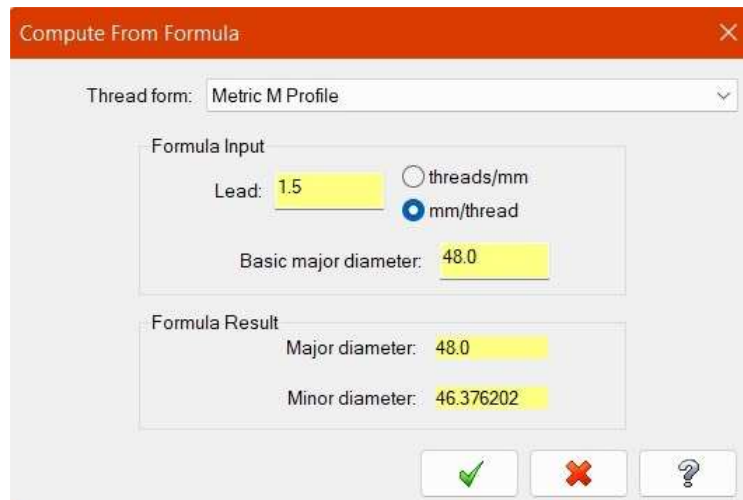 Compute From Formula
Thread form: Metric M Profile
Formula Input
Lead: 1.5
threads/mm
mm/thread
Basic major diameter: 48.0
Formula Result
Major diameter: 48.0
Minor diameter: 46.376202